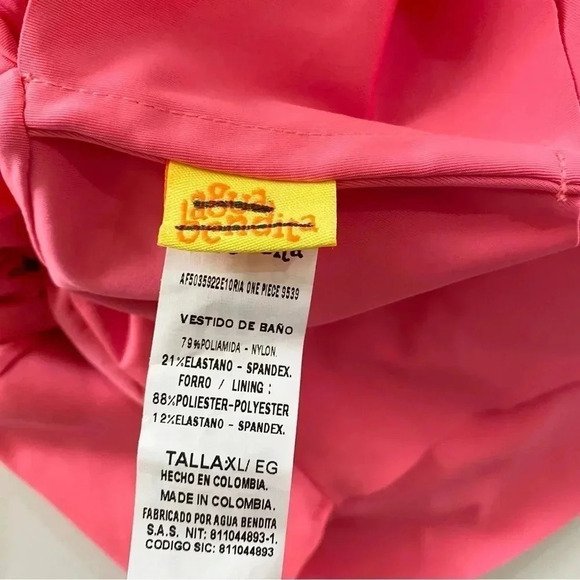 agua
bendita
AF5035922E1ORIA ONE PIECE 9539
VESTIDO DE BAÑO
79%POLIAMIDA - NYLON.
21%ELASTANO - SPANDEX.
FORRO / LINING :
88%POLIESTER-POLYESTER
12%ELASTANO - SPANDEX.
TALLA:XL/ EG
HECHO EN COLOMBIA.
MADE IN COLOMBIA.
FABRICADO POR AGUA BENDITA
S.A.S. NIT: 811044893-1.
CODIGO SIC: 811044893